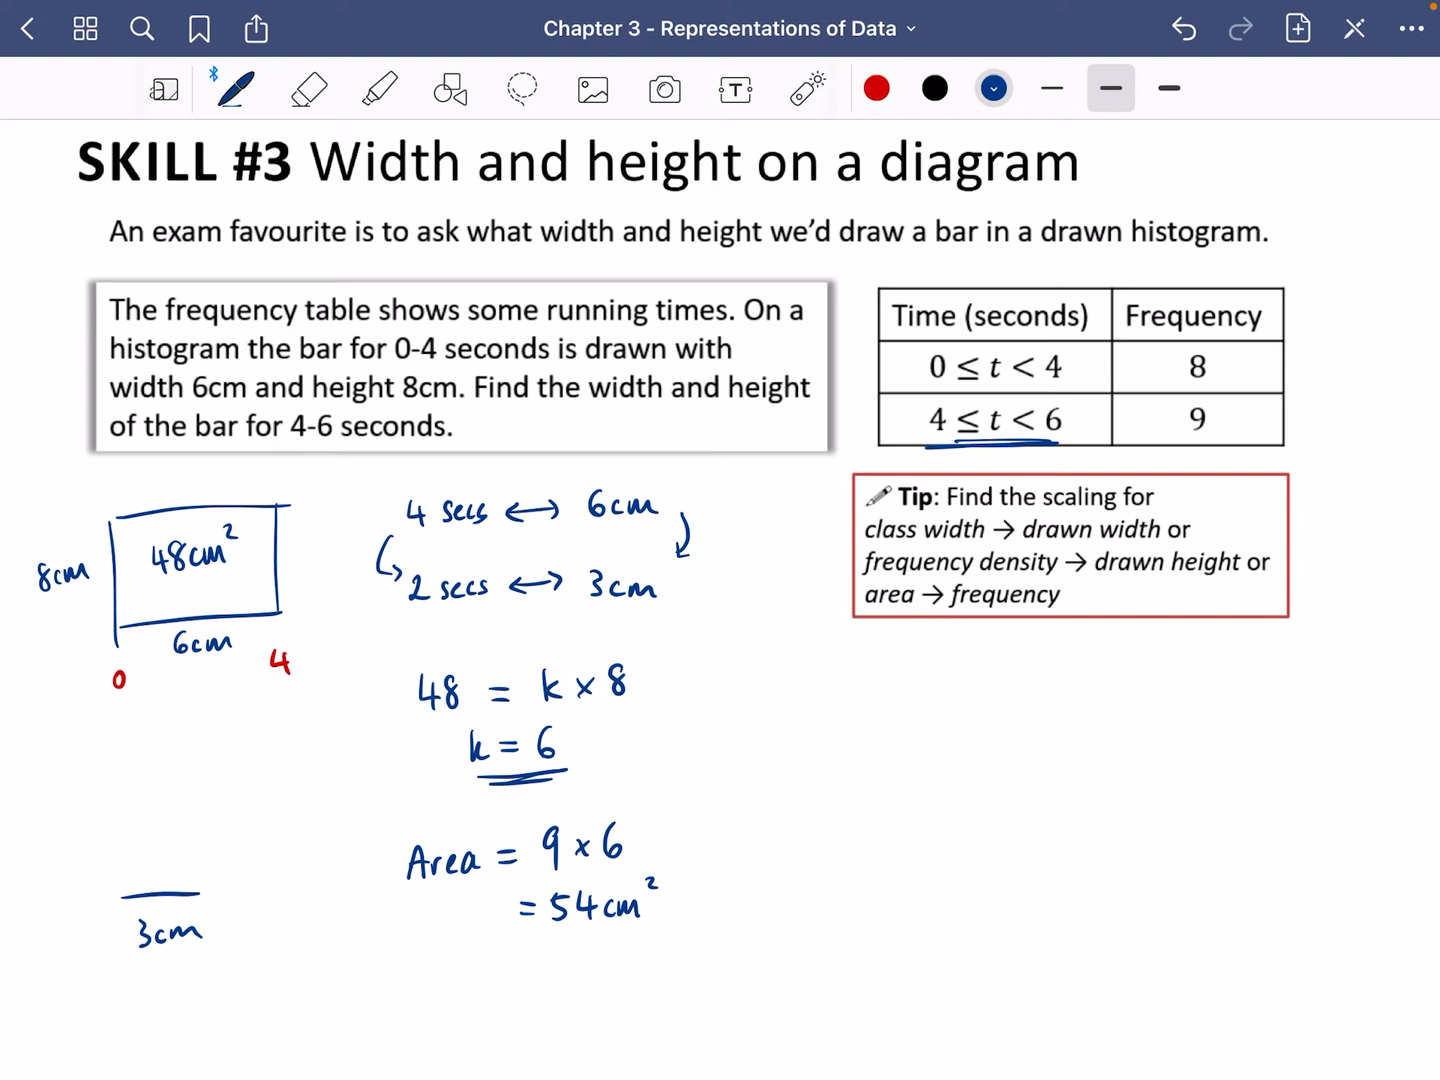 Chapter 3 - Representations of Data
SKILL #3 Width and height on a diagram
An exam favourite is to ask what width and height we'd draw a bar in a drawn histogram.
The frequency table shows some running times. On a
histogram the bar for 0-4 seconds is drawn with
width 6cm and height 8cm. Find the width and height
of the bar for 4-6 seconds.
Time (seconds) Frequency
0 ≤ t < 4 8
4 ≤ t < 6 9
Tip: Find the scaling for
class width → drawn width or
frequency density → drawn height or
area → frequency
8cm
48cm²
6cm
0 4
4 secs ↔ 6cm
2 secs ↔ 3cm
48 = k × 8
k = 6
Area = 9 × 6
= 54cm²
3cm